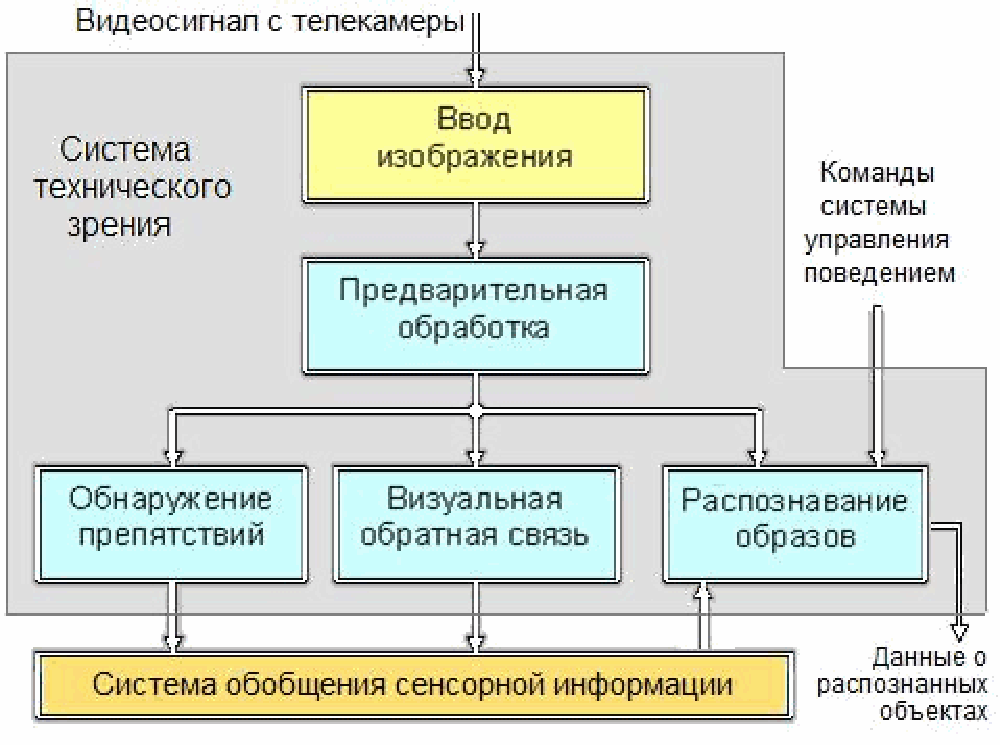 Видеосигнал с телекамеры
Ввод
изображения
Система
технического
зрения
Команды
системы
управления
поведением
Предварительная
обработка
Обнаружение
препятствий
Визуальная
обратная связь
Распознавание
образов
Система обобщения сенсорной информации
Данные о
распознанных
объектах